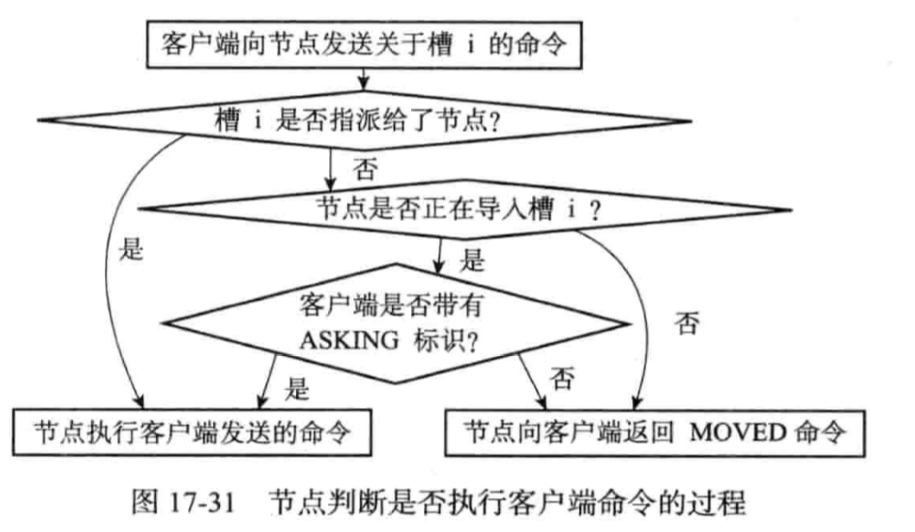 客户端向节点发送关于槽 i 的命令
槽 i 是否指派给了节点?
否
节点是否正在导入槽 i ?
是
是
客户端是否带有
ASKING 标识?
否
是
否
节点执行客户端发送的命令
节点向客户端返回 MOVED 命令
图 17-31 节点判断是否执行客户端命令的过程